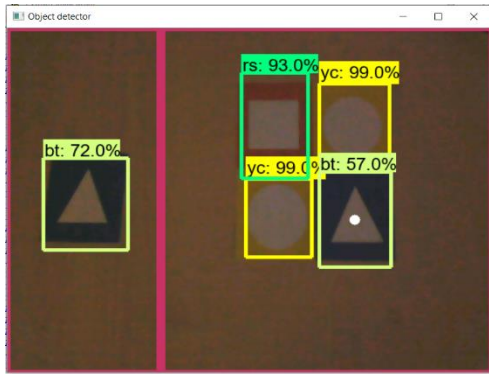 Object detector
rs: 93.0%
yc: 99.0%
bt: 72.0%
yc: 99.0%
bt: 57.0%